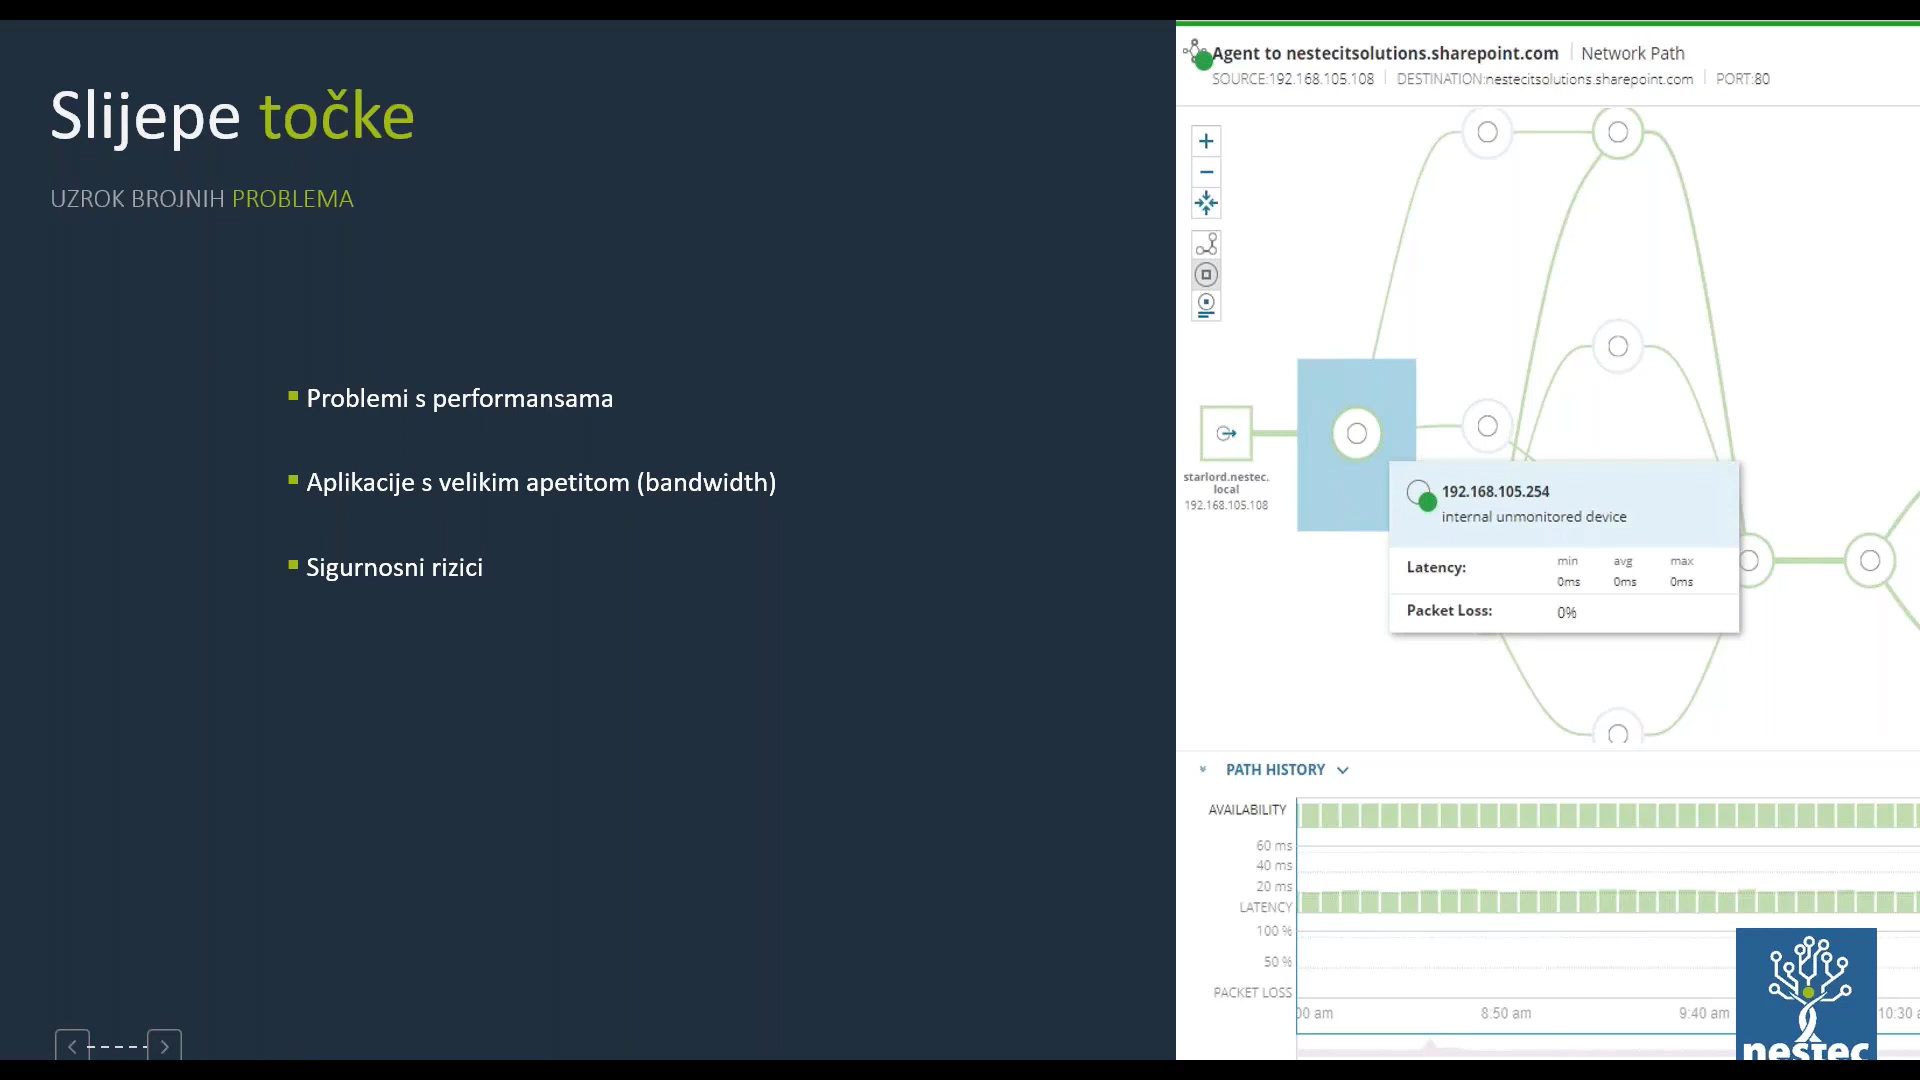 Slijepe točke
UZROK BROJNIH PROBLEMA
Problemi s performansama
Aplikacije s velikim apetitom (bandwidth)
Sigurnosni rizici
Agent to nestecitsolutions.sharepoint.com | Network Path
SOURCE:192.168.105.108 | DESTINATION:nestecitsolutions.sharepoint.com | PORT:80
starlord.nestec.
local
192.168.105.108
192.168.105.254
internal unmonitored device
min avg max
Latency: 0ms 0ms 0ms
Packet Loss: 0%
PATH HISTORY
AVAILABILITY
60 ms
40 ms
20 ms
LATENCY
100 %
50 %
PACKET LOSS
00 am 8:50 am 9:40 am 10:30 a
nestec